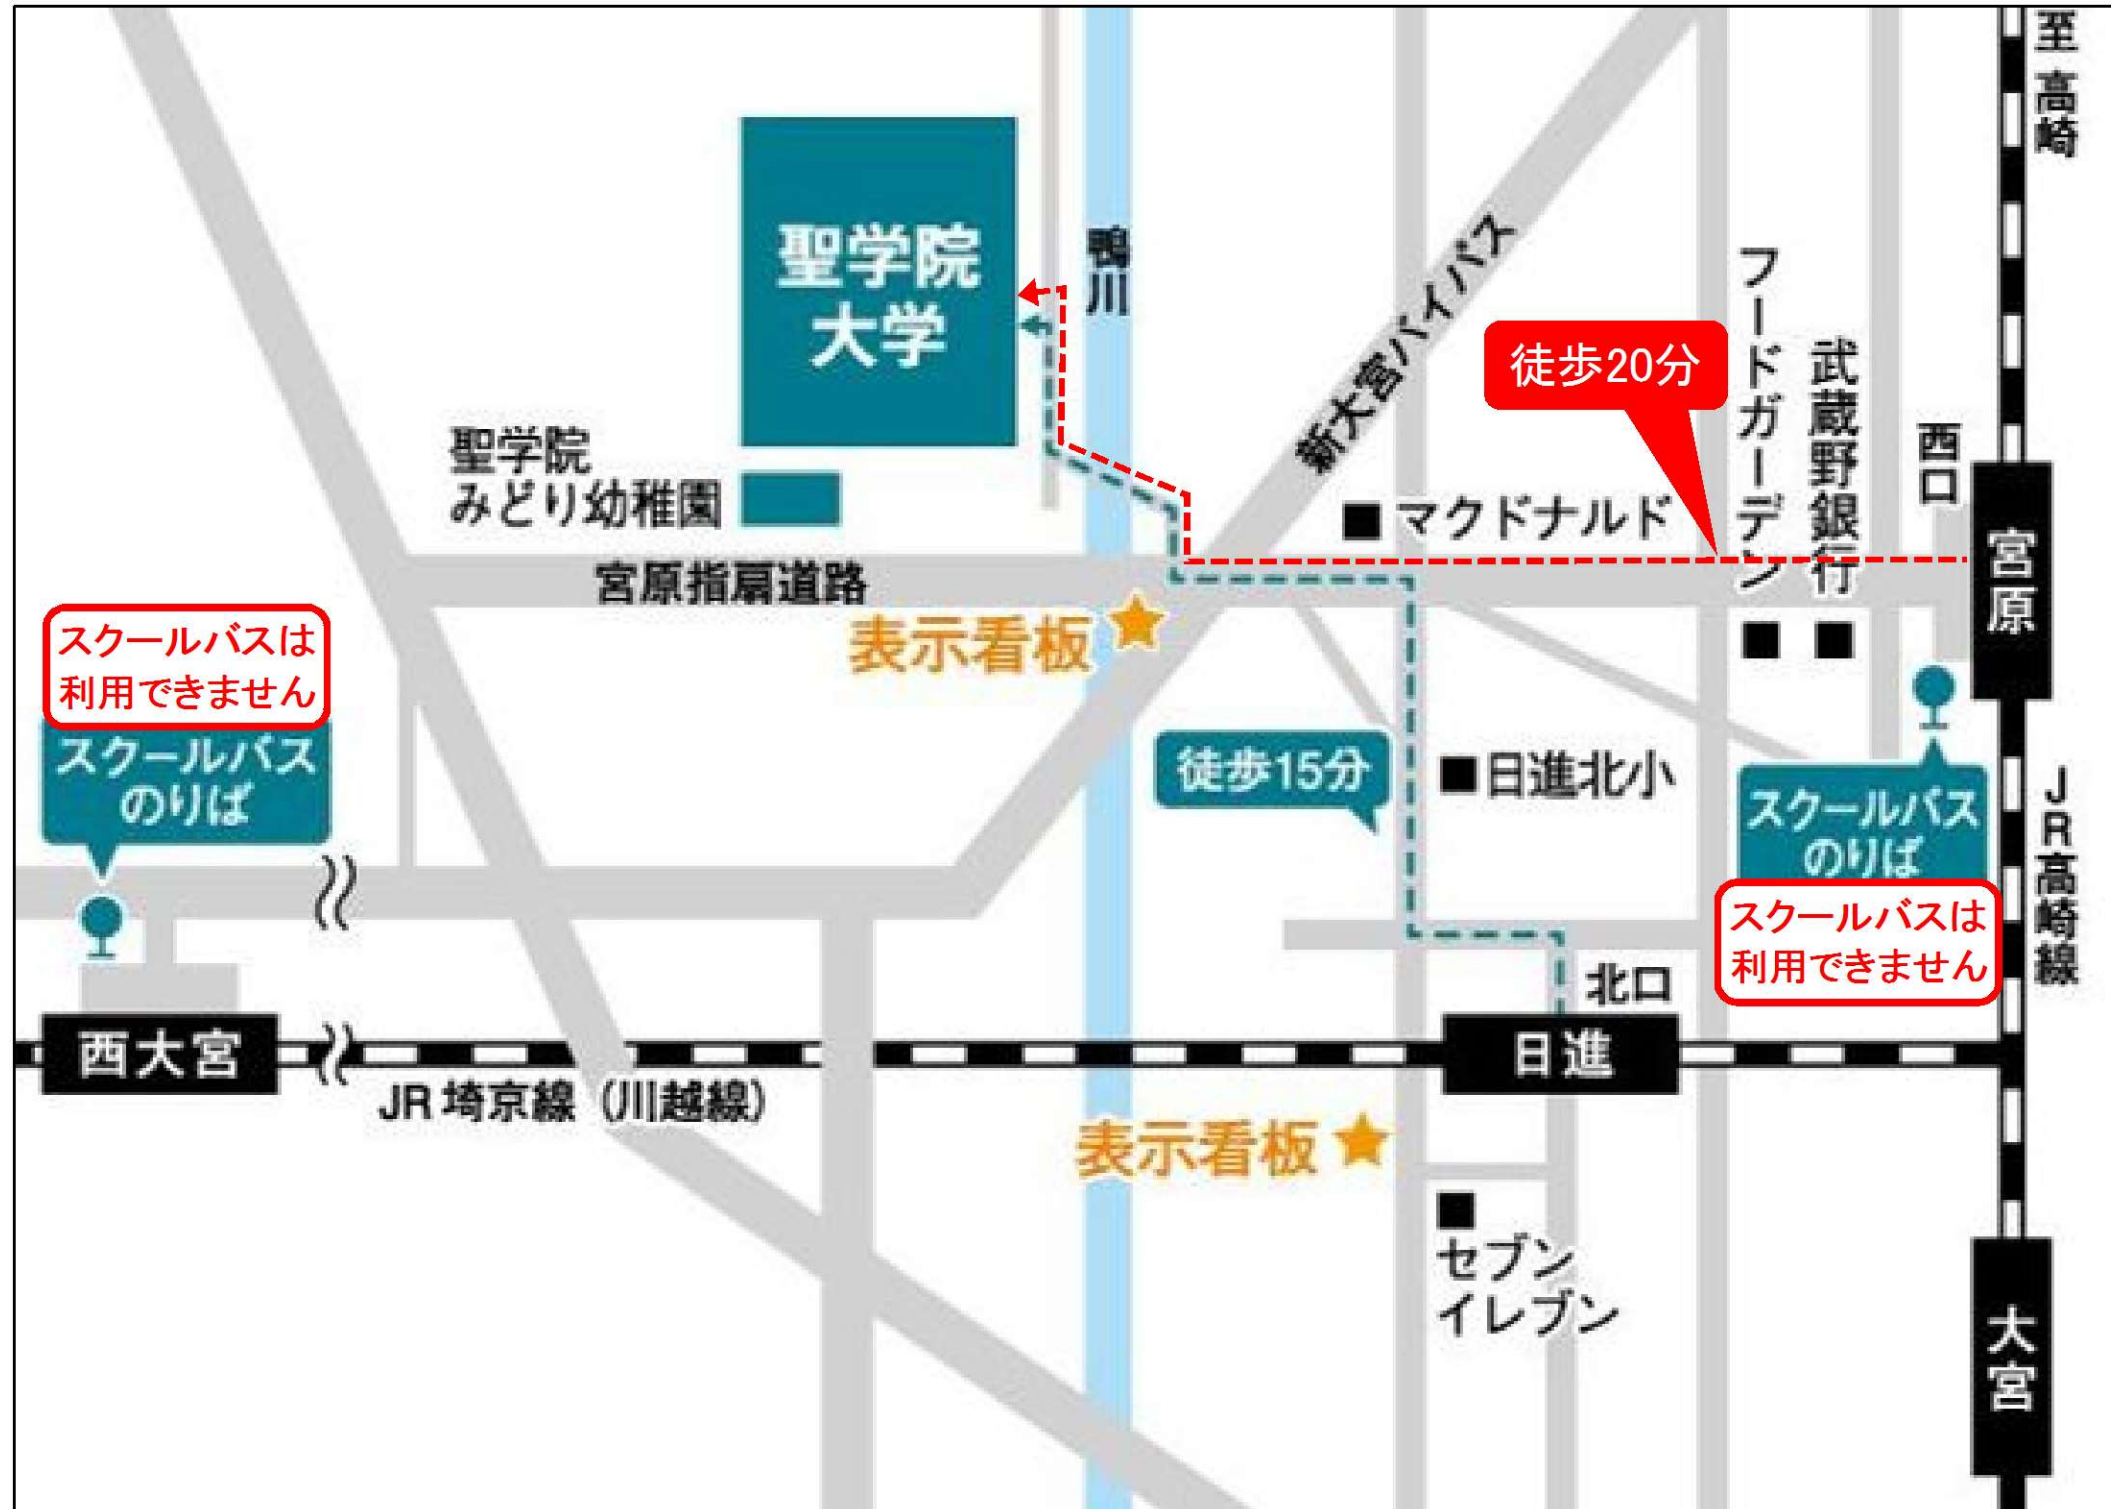 至高崎
聖学院
大学
鴨川
新大宮バイパス
徒歩20分
フードガーデン
武蔵野銀行
西口
聖学院
みどり幼稚園
マクドナルド
宮原
宮原指扇道路
表示看板
スクールバスは
利用できません
スクールバス
のりば
徒歩15分
日進北小
スクールバス
のりば
スクールバスは
利用できません
JR高崎線
北口
西大宮
日進
JR埼京線（川越線）
表示看板
セブン
イレブン
大宮